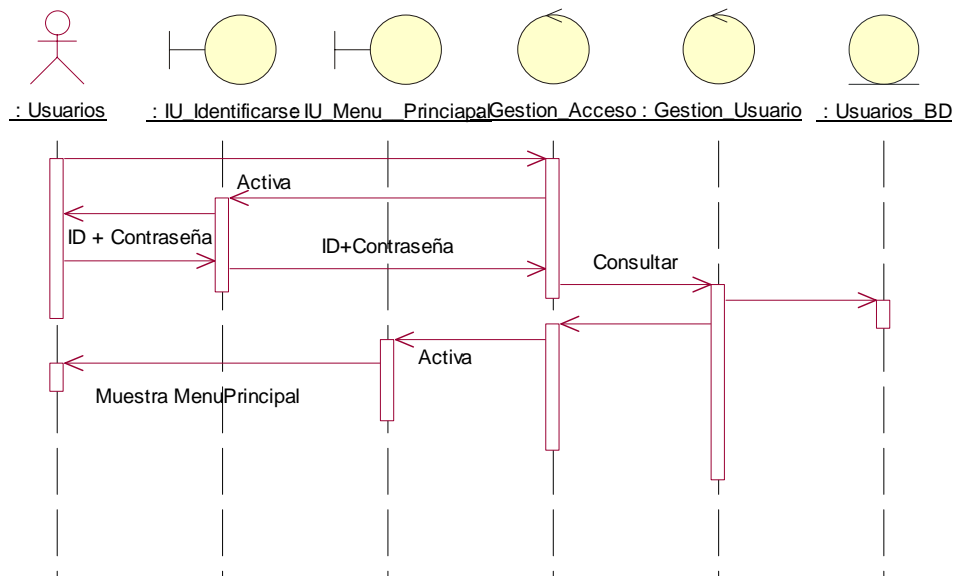 : Usuarios
: IU_Identificarse
IU_Menu__Princiapal
: Gestion_Acceso
: Gestion_Usuario
: Usuarios_BD
Activa
ID + Contraseña
ID+Contraseña
Consultar
Activa
Muestra MenuPrincipal